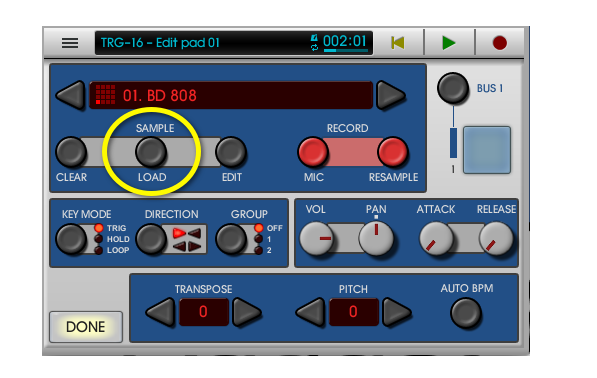 TRG-16 - Edit pad 01 002:01
01. BD 808
BUS 1
SAMPLE RECORD
CLEAR LOAD EDIT MIC RESAMPLE
1
KEY MODE DIRECTION GROUP
TRIG
HOLD
LOOP
OFF
1
2
VOL PAN ATTACK RELEASE
TRANSPOSE PITCH AUTO BPM
0 0
DONE